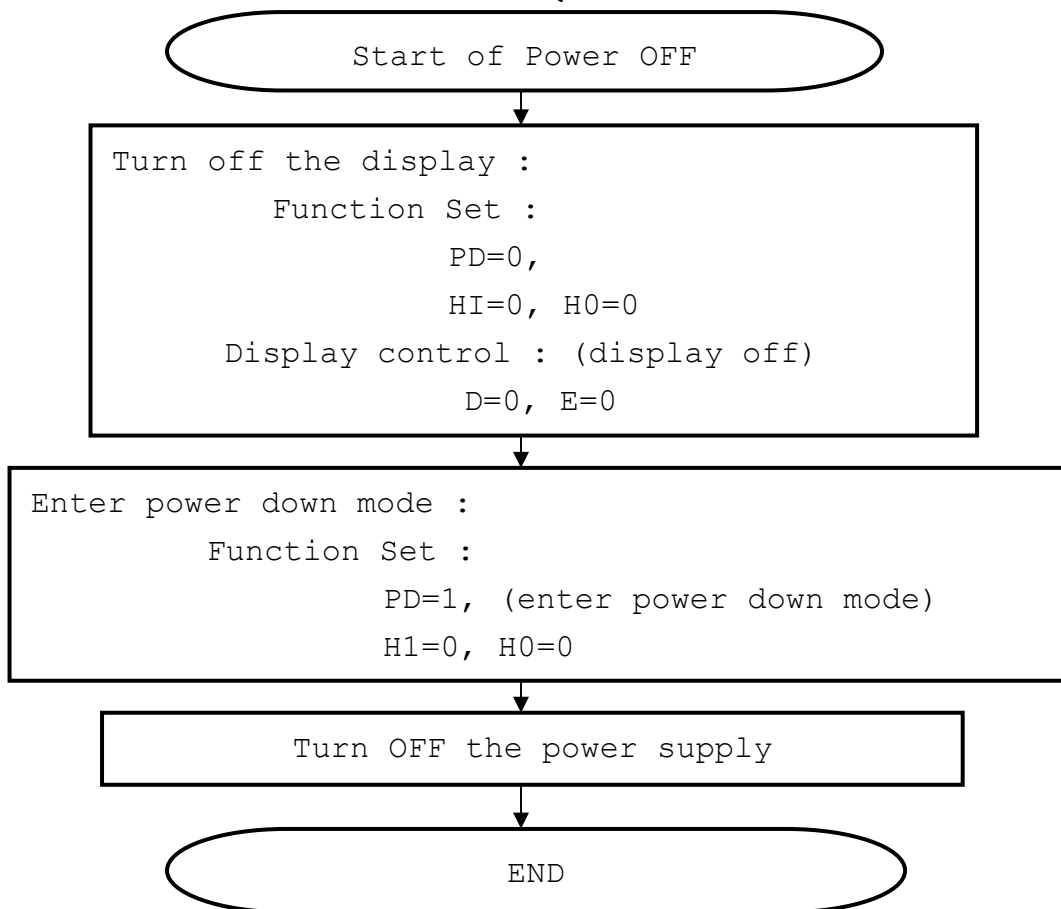 Start of Power OFF
Turn off the display :
Function Set :
PD=0,
HI=0, H0=0
Display control : (display off)
D=0, E=0
Enter power down mode :
Function Set :
PD=1, (enter power down mode)
H1=0, H0=0
Turn OFF the power supply
END